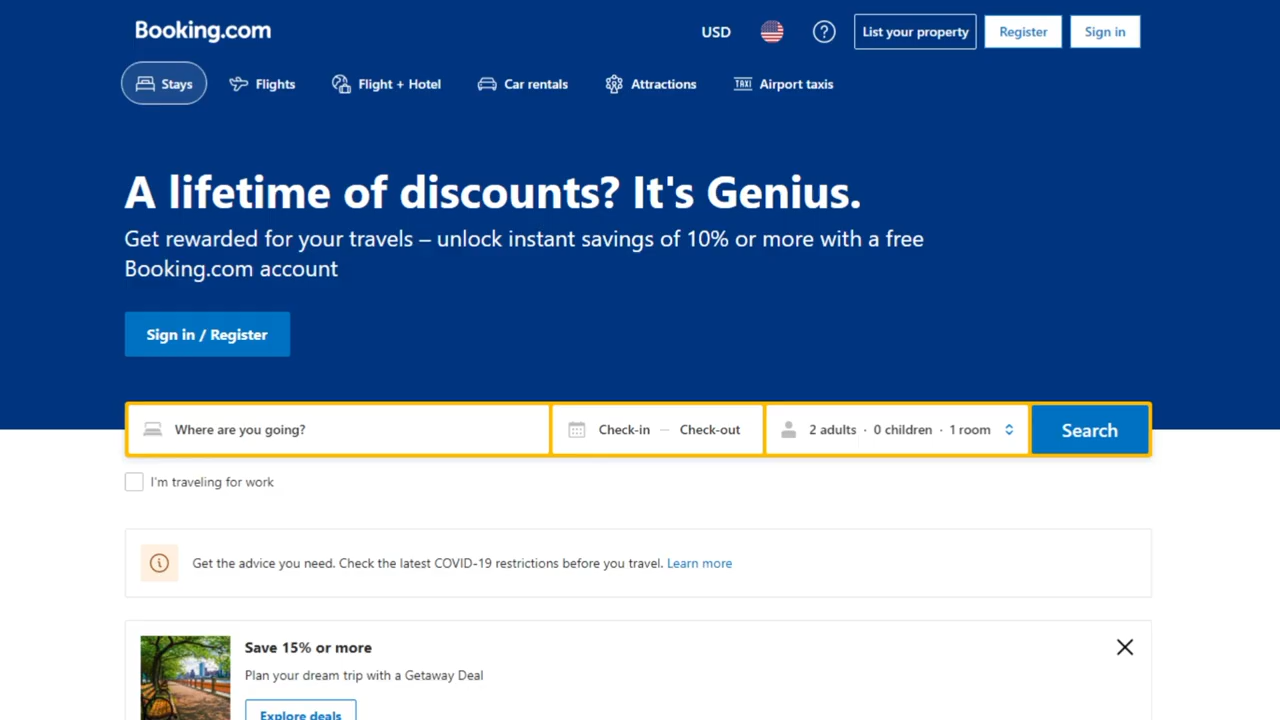 Booking.com
USD
List your property
Register
Sign in
Stays
Flights
Flight + Hotel
Car rentals
Attractions
TAXI Airport taxis
A lifetime of discounts? It's Genius.
Get rewarded for your travels – unlock instant savings of 10% or more with a free
Booking.com account
Sign in / Register
Where are you going?
Check-in — Check-out
2 adults · 0 children · 1 room
Search
I'm traveling for work
Get the advice you need. Check the latest COVID-19 restrictions before you travel. Learn more
Save 15% or more
Plan your dream trip with a Getaway Deal
Explore deals